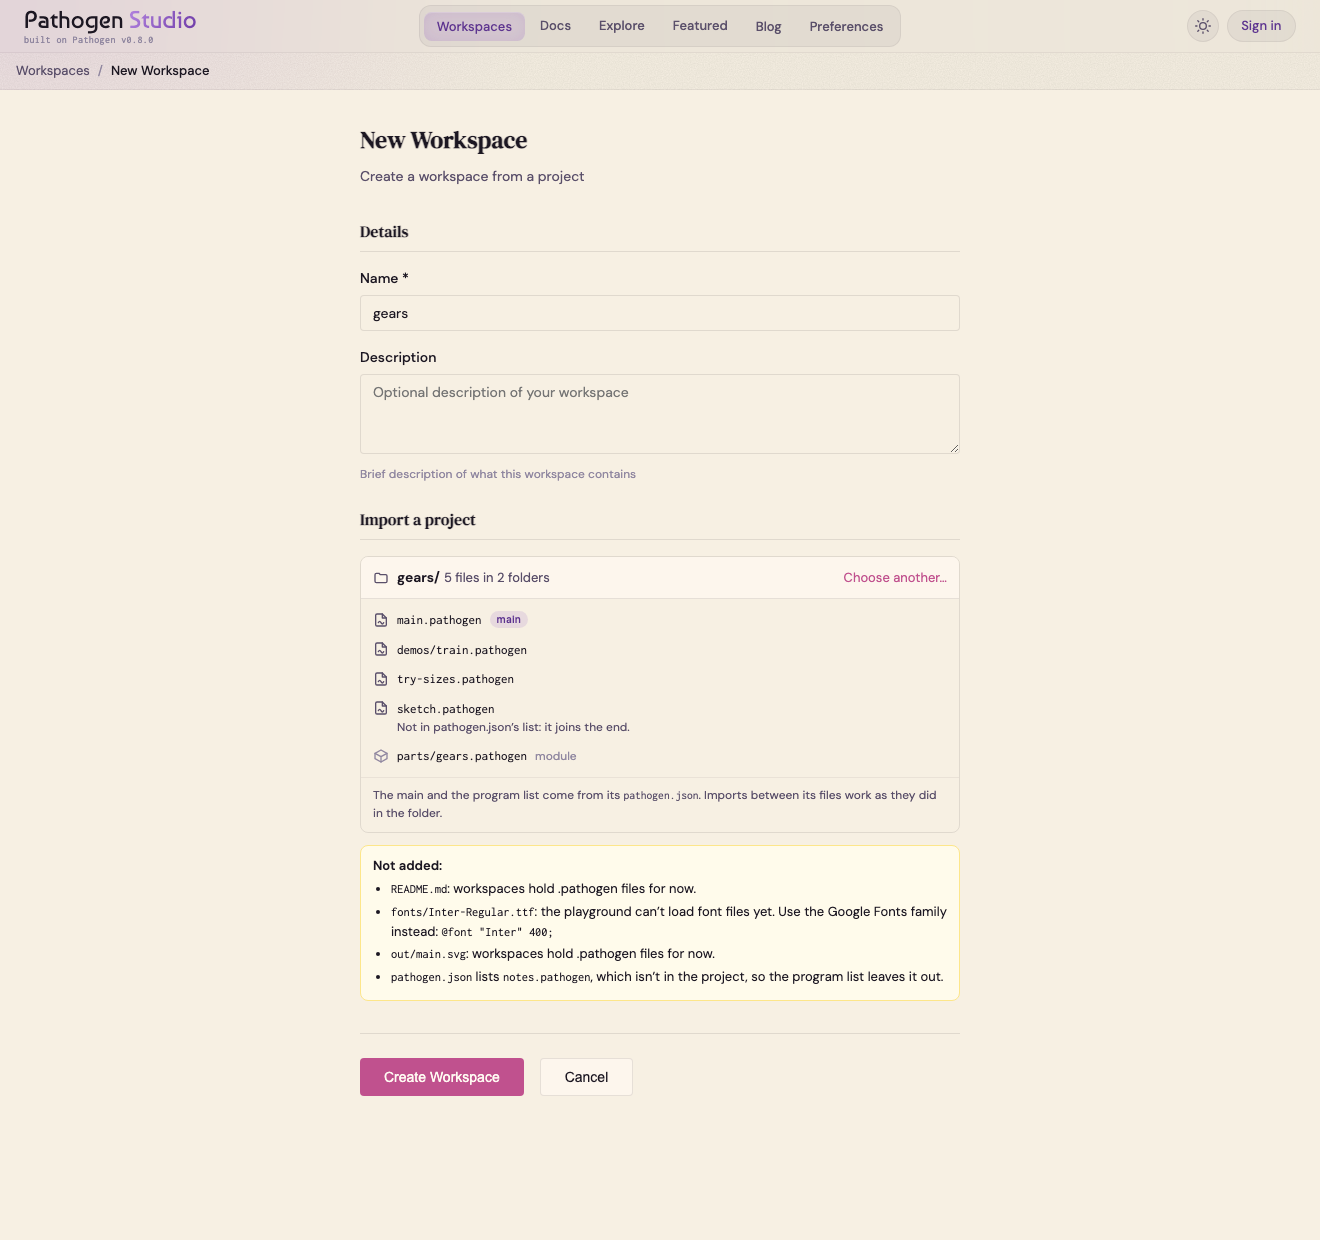 Pathogen Studio
built on Pathogen v0.8.0
Workspaces
Docs
Explore
Featured
Blog
Preferences
Sign in
Workspaces / New Workspace
New Workspace
Create a workspace from a project
Details
Name *
gears
Description
Optional description of your workspace
Brief description of what this workspace contains
Import a project
gears/ 5 files in 2 folders
Choose another…
main.pathogen main
demos/train.pathogen
try-sizes.pathogen
sketch.pathogen
Not in pathogen.json’s list: it joins the end.
parts/gears.pathogen module
The main and the program list come from its pathogen.json. Imports between its files work as they did
in the folder.
Not added:
• README.md: workspaces hold .pathogen files for now.
• fonts/Inter-Regular.ttf: the playground can’t load font files yet. Use the Google Fonts family
instead: @font "Inter" 400;
• out/main.svg: workspaces hold .pathogen files for now.
• pathogen.json lists notes.pathogen, which isn’t in the project, so the program list leaves it out.
Create Workspace
Cancel